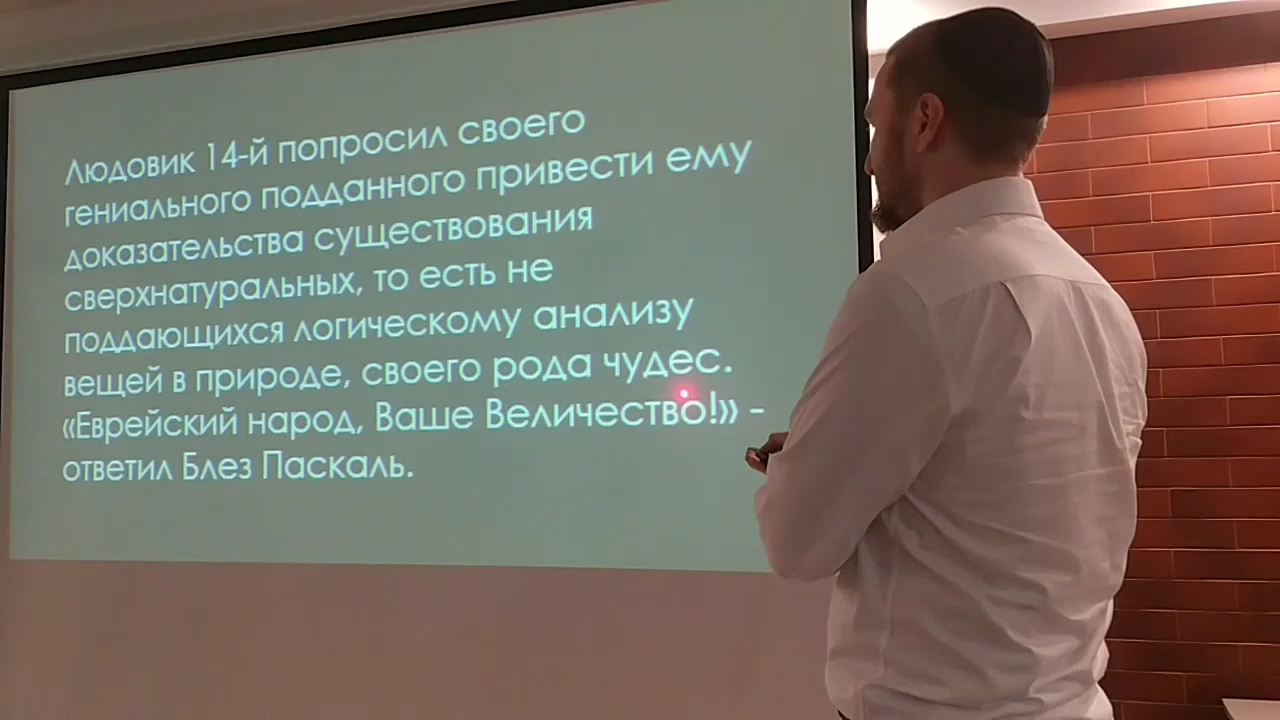 Людовик 14-й попросил своего
гениального подданного привести ему
доказательства существования
сверхнатуральных, то есть не
поддающихся логическому анализу
вещей в природе, своего рода чудес.
«Еврейский народ, Ваше Величество!» -
ответил Блез Паскаль.